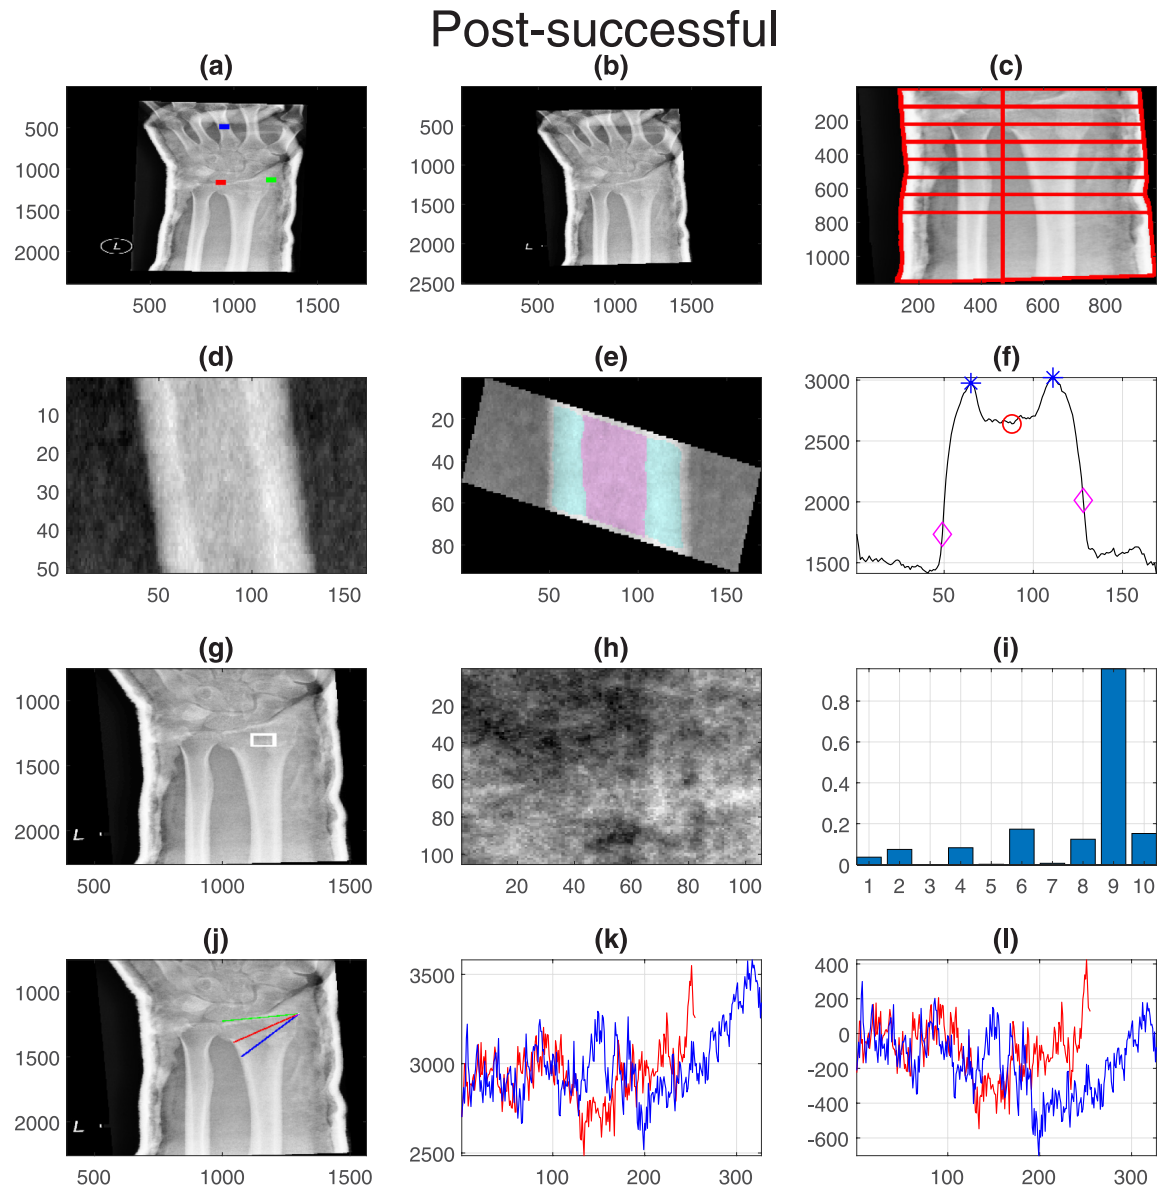 Post-successful
(a) (b) (c)
500
1000
1500
2000
L
500 1000 1500
500
1000
1500
2000
2500
L
500 1000 1500
200
400
600
800
1000
200 400 600 800
(d) (e) (f)
10
20
30
40
50
50 100 150
20
40
60
80
50 100 150
3000
2500
2000
1500
50 100 150
(g) (h) (i)
1000
1500
2000
L
500 1000 1500
20
40
60
80
100
20 40 60 80 100
0.8
0.6
0.4
0.2
0
1 2 3 4 5 6 7 8 9 10
(j) (k) (l)
1000
1500
2000
L
500 1000 1500
3500
3000
2500
100 200 300
400
200
0
-200
-400
-600
100 200 300